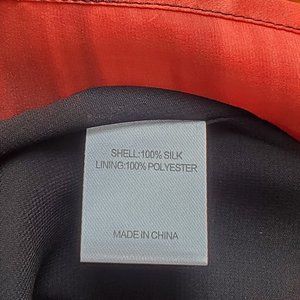 SHELL:100% SILK
LINING:100% POLYESTER
MADE IN CHINA